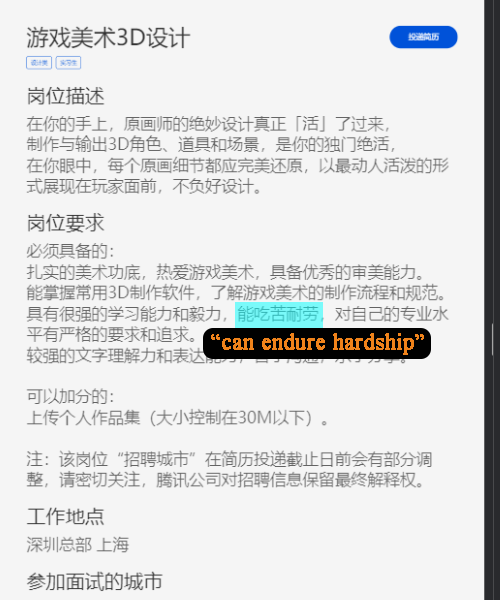 游戏美术3D设计
投递简历
设计类 实习生
岗位描述
在你的手上，原画师的绝妙设计真正「活」了过来，
制作与输出3D角色、道具和场景，是你的独门绝活，
在你眼中，每个原画细节都应完美还原，以最动人活泼的形
式展现在玩家面前，不负好设计。
岗位要求
必须具备的：
扎实的美术功底，热爱游戏美术，具备优秀的审美能力。
能掌握常用3D制作软件，了解游戏美术的制作流程和规范。
具有很强的学习能力和毅力，能吃苦耐劳，对自己的专业水
平有严格的要求和追求。
“can endure hardship”
较强的文字理解力和表达能力，
可以加分的：
上传个人作品集（大小控制在30M以下）。
注：该岗位“招聘城市”在简历投递截止日前会有部分调
整，请密切关注，腾讯公司对招聘信息保留最终解释权。
工作地点
深圳总部 上海
参加面试的城市